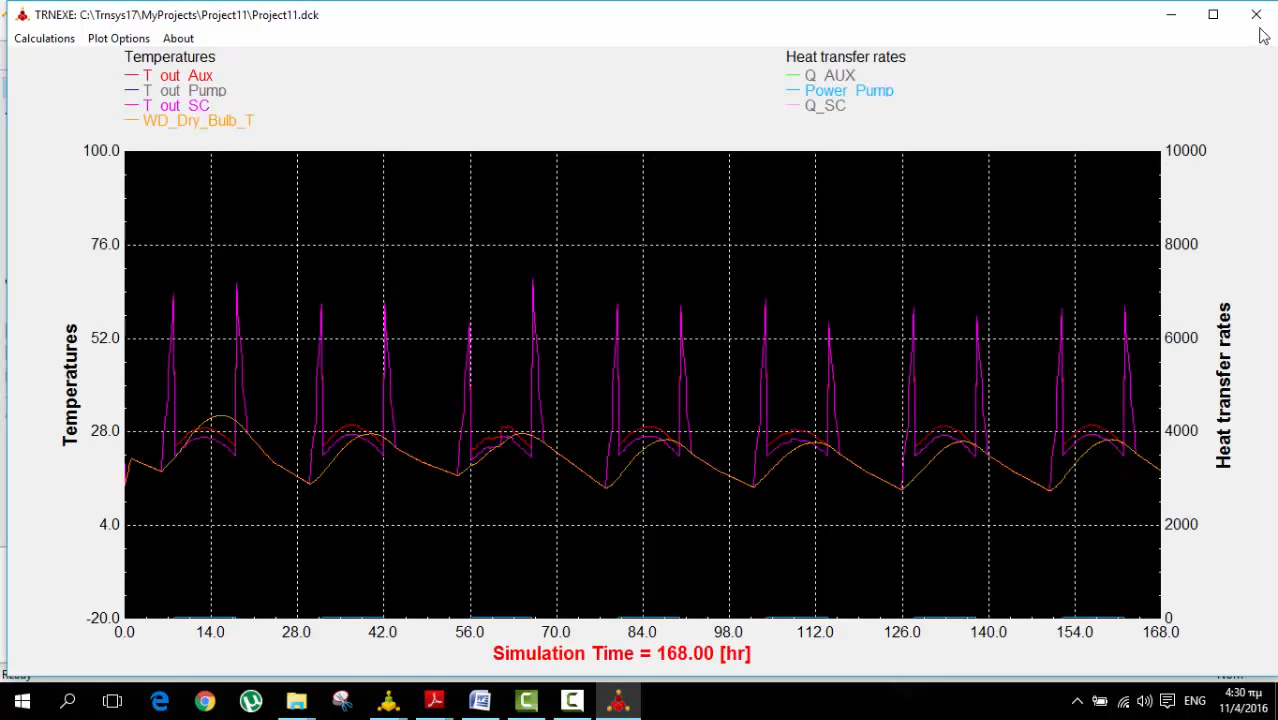 TRNEXE: C:\Trnsys17\MyProjects\Project11\Project11.dck
Calculations Plot Options About
Temperatures
T_out_Aux
T_out_Pump
T_out_SC
WD_Dry_Bulb_T
Heat transfer rates
Q_AUX
Power_Pump
Q_SC
100.0
76.0
52.0
28.0
4.0
-20.0
Temperatures
10000
8000
6000
4000
2000
0
Heat transfer rates
0.0 14.0 28.0 42.0 56.0 70.0 84.0 98.0 112.0 126.0 140.0 154.0 168.0
Simulation Time = 168.00 [hr]
ENG
4:30 πμ
11/4/2016